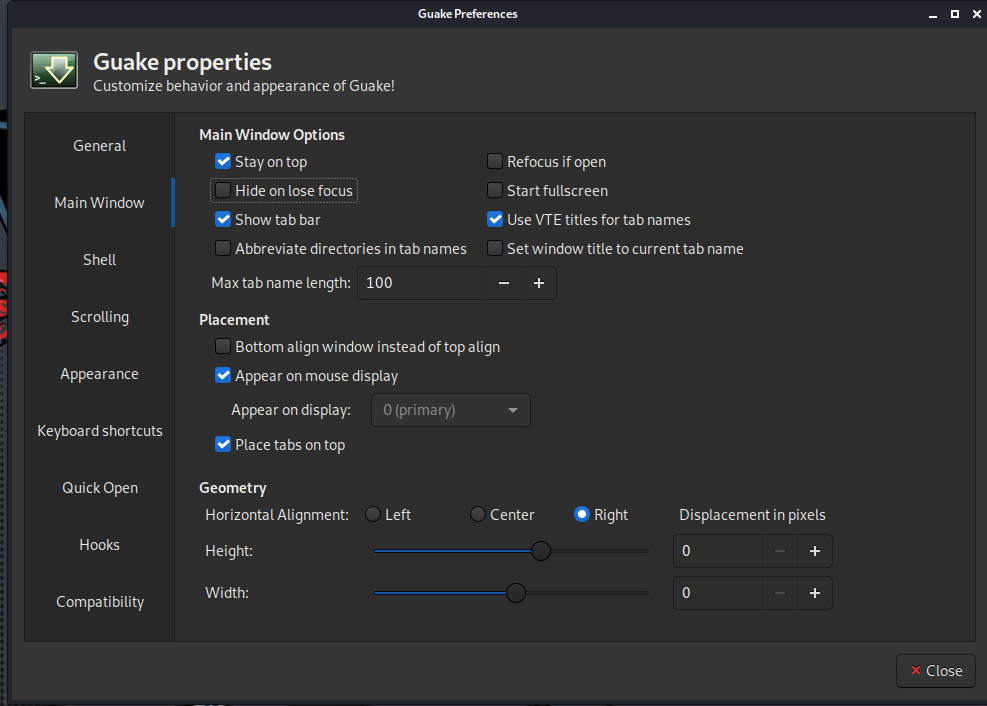 Guake Preferences
>_
Guake properties
Customize behavior and appearance of Guake!
General
Main Window
Shell
Scrolling
Appearance
Keyboard shortcuts
Quick Open
Hooks
Compatibility
Main Window Options
Stay on top
Refocus if open
Hide on lose focus
Start fullscreen
Show tab bar
Use VTE titles for tab names
Abbreviate directories in tab names
Set window title to current tab name
Max tab name length: 100 − +
Placement
Bottom align window instead of top align
Appear on mouse display
Appear on display: 0 (primary)
Place tabs on top
Geometry
Horizontal Alignment: Left Center Right Displacement in pixels
Height: 0 − +
Width: 0 − +
Close